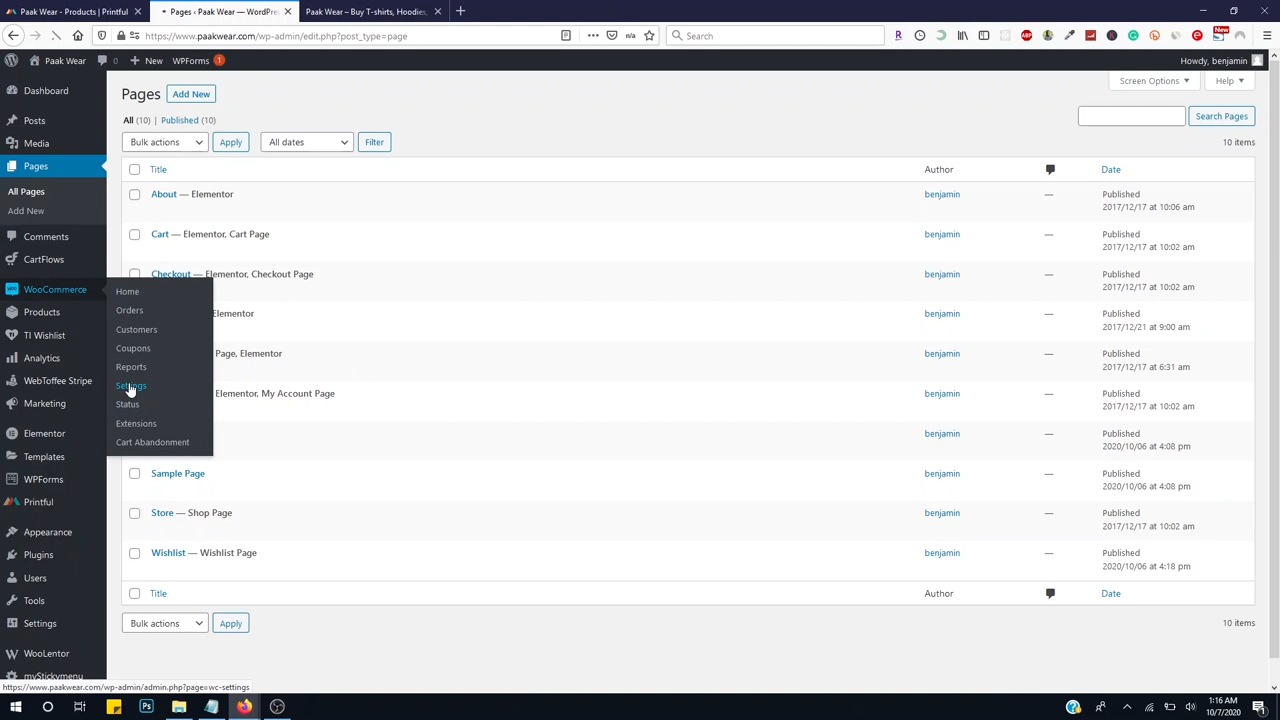 Paak Wear - Products | Printful
Pages ‹ Paak Wear — WordPre
Paak Wear – Buy T-shirts, Hoodies,
https://www.paakwear.com/wp-admin/edit.php?post_type=page
Search
New
Paak Wear
0
New
WPForms
1
Howdy, benjamin
Dashboard
Posts
Media
Pages
All Pages
Add New
Comments
CartFlows
WooCommerce
Products
TI Wishlist
Analytics
WebToffee Stripe
Marketing
Elementor
Templates
WPForms
Printful
Appearance
Plugins
Users
Tools
Settings
WooLentor
myStickymenu
Home
Orders
Customers
Coupons
Reports
Settings
Status
Extensions
Cart Abandonment
Pages
Add New
Screen Options
Help
All (10) | Published (10)
Search Pages
Bulk actions
Apply
All dates
Filter
10 items
Title
Author
Date
About — Elementor
benjamin
—
Published
2017/12/17 at 10:06 am
Cart — Elementor, Cart Page
benjamin
—
Published
2017/12/17 at 10:02 am
Checkout — Elementor, Checkout Page
benjamin
—
Published
2017/12/17 at 10:02 am
Elementor
benjamin
—
Published
2017/12/21 at 9:00 am
Page, Elementor
benjamin
—
Published
2017/12/17 at 6:31 am
Elementor, My Account Page
benjamin
—
Published
2017/12/17 at 10:02 am
benjamin
—
Published
2020/10/06 at 4:08 pm
Sample Page
benjamin
—
Published
2020/10/06 at 4:08 pm
Store — Shop Page
benjamin
—
Published
2017/12/17 at 10:02 am
Wishlist — Wishlist Page
benjamin
—
Published
2020/10/06 at 4:18 pm
Title
Author
Date
Bulk actions
Apply
10 items
https://www.paakwear.com/wp-admin/admin.php?page=wc-settings
1:16 AM
10/7/2020